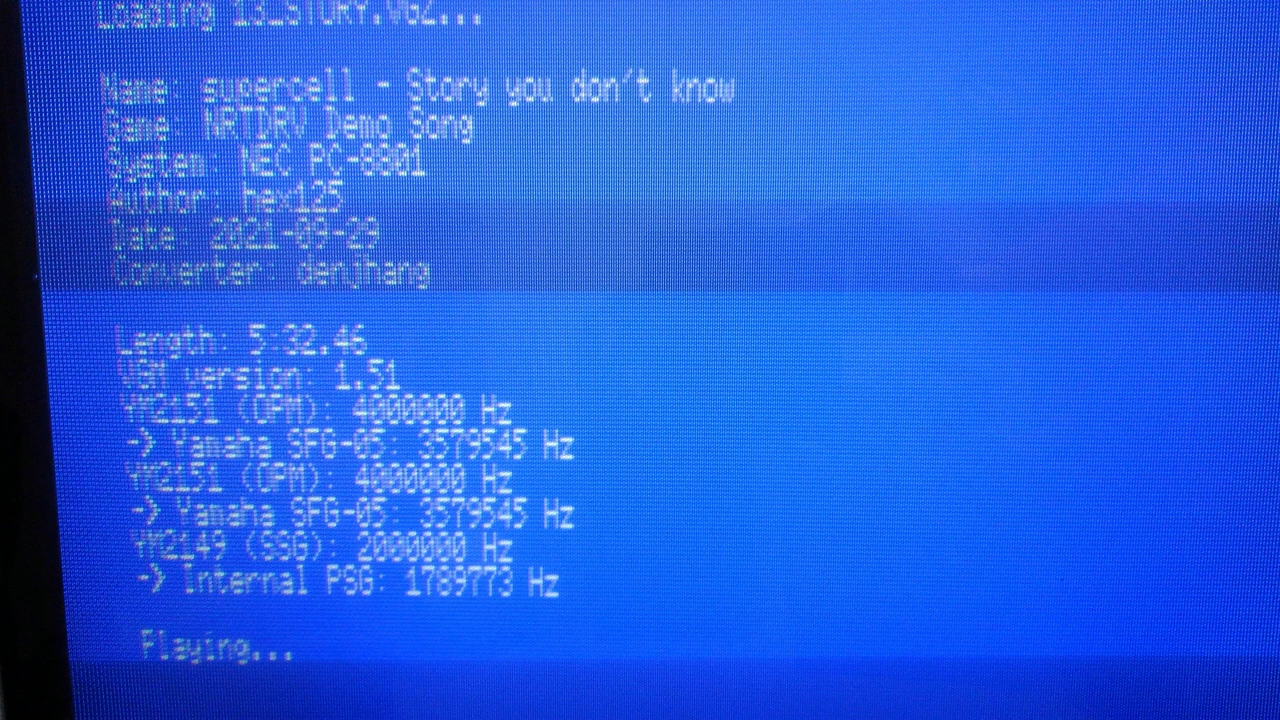 Loading 13_STORY.VGZ...
Name: supercell - Story you don't know
Game: NRTDRV Demo Song
System: NEC PC-8801
Author: hex125
Date: 2021-09-29
Converter: denjhang
Length: 5:32.46
VGM version: 1.51
YM2151 (OPM): 4000000 Hz
-> Yamaha SFG-05: 3579545 Hz
YM2151 (OPM): 4000000 Hz
-> Yamaha SFG-05: 3579545 Hz
YM2149 (SSG): 2000000 Hz
-> Internal PSG: 1789773 Hz
Playing...